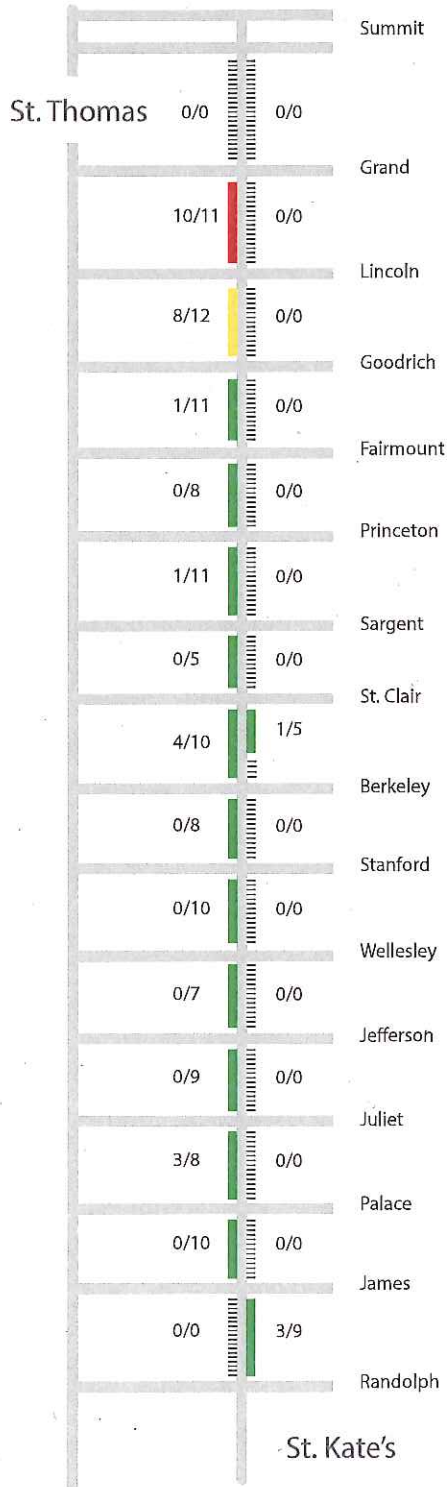 Summit
St. Thomas 0/0 0/0
Grand
10/11 0/0
Lincoln
8/12 0/0
Goodrich
1/11 0/0
Fairmount
0/8 0/0
Princeton
1/11 0/0
Sargent
0/5 0/0
St. Clair
4/10 1/5
Berkeley
0/8 0/0
Stanford
0/10 0/0
Wellesley
0/7 0/0
Jefferson
0/9 0/0
Juliet
3/8 0/0
Palace
0/10 0/0
James
0/0 3/9
Randolph
St. Kate's